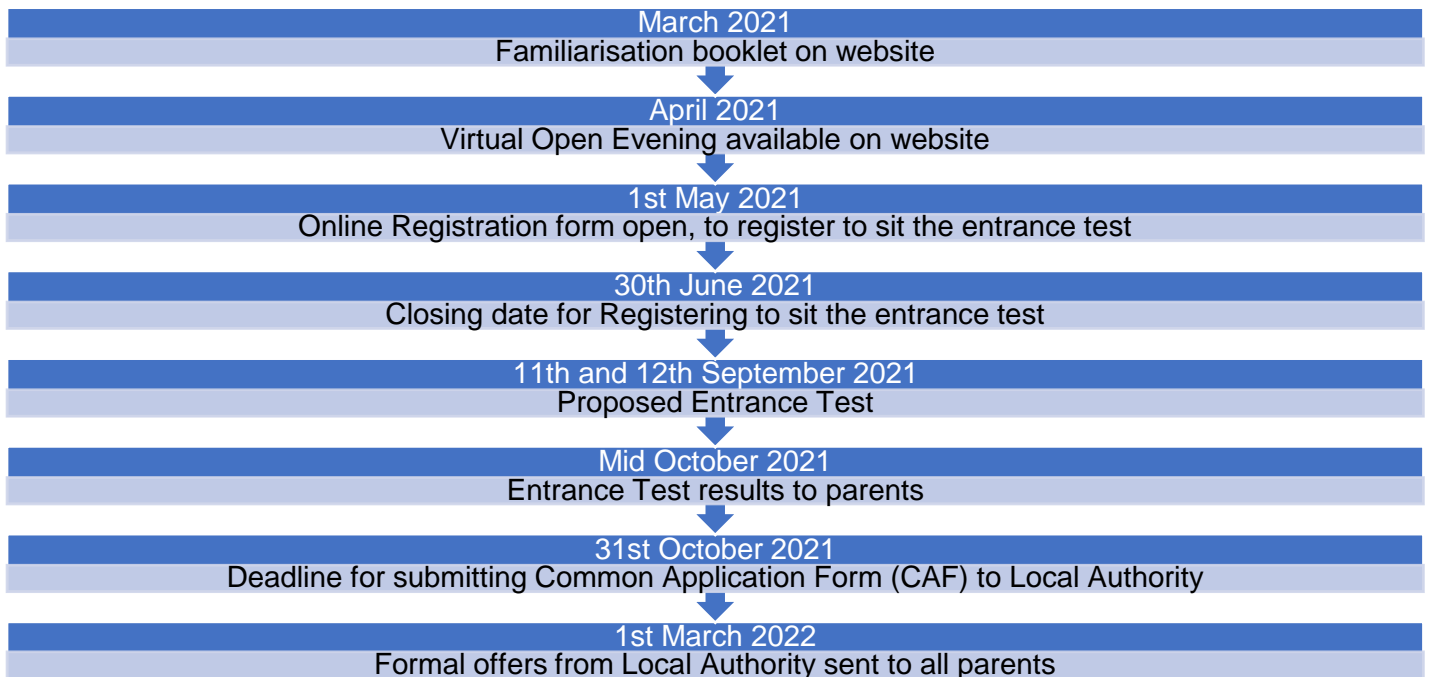 March 2021
Familiarisation booklet on website
April 2021
Virtual Open Evening available on website
1st May 2021
Online Registration form open, to register to sit the entrance test
30th June 2021
Closing date for Registering to sit the entrance test
11th and 12th September 2021
Proposed Entrance Test
Mid October 2021
Entrance Test results to parents
31st October 2021
Deadline for submitting Common Application Form (CAF) to Local Authority
1st March 2022
Formal offers from Local Authority sent to all parents